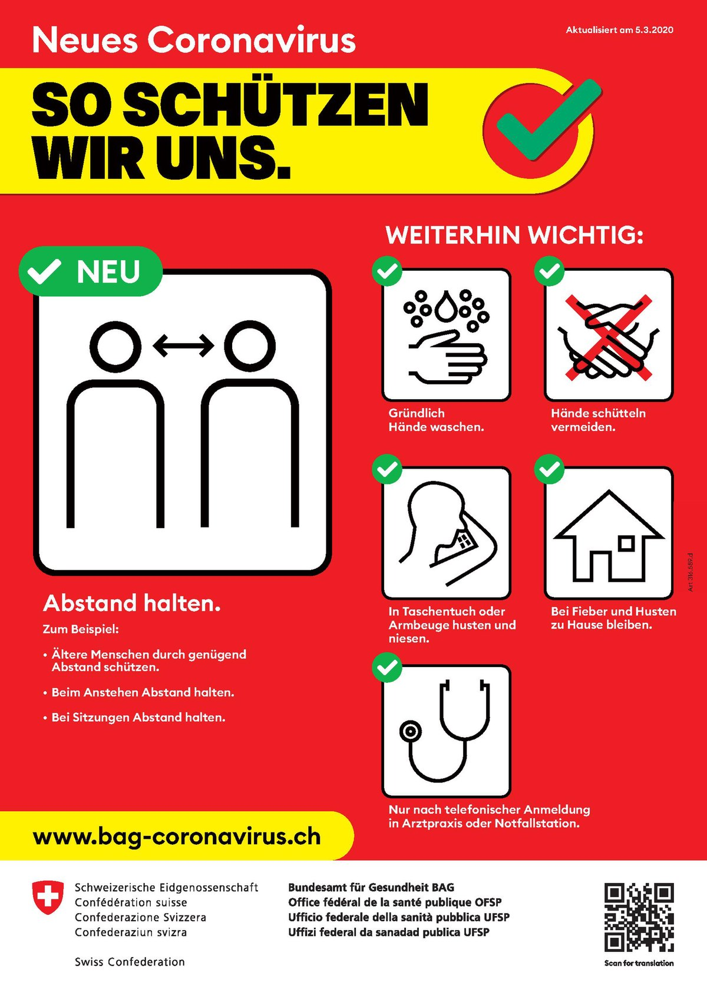 Neues Coronavirus
Aktualisiert am 5.3.2020
SO SCHÜTZEN
WIR UNS.
NEU
Abstand halten.
Zum Beispiel:
• Ältere Menschen durch genügend
Abstand schützen.
• Beim Anstehen Abstand halten.
• Bei Sitzungen Abstand halten.
WEITERHIN WICHTIG:
Gründlich
Hände waschen.
Hände schütteln
vermeiden.
In Taschentuch oder
Armbeuge husten und
niesen.
Bei Fieber und Husten
zu Hause bleiben.
Nur nach telefonischer Anmeldung
in Arztpraxis oder Notfallstation.
Art 316.589.d
www.bag-coronavirus.ch
Schweizerische Eidgenossenschaft
Confédération suisse
Confederazione Svizzera
Confederaziun svizra
Swiss Confederation
Bundesamt für Gesundheit BAG
Office fédéral de la santé publique OFSP
Ufficio federale della sanità pubblica UFSP
Uffizi federal da sanadad publica UFSP
Scan for translation